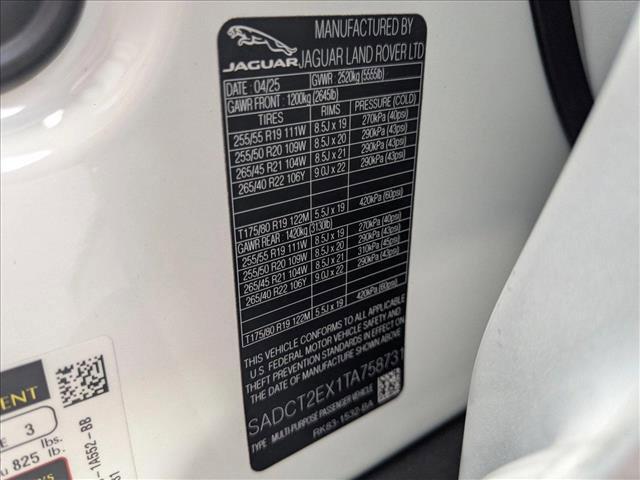 MANUFACTURED BY
JAGUAR
JAGUAR LAND ROVER LTD
DATE 04/25 GVWR : 2520kg (5555lb)
GAWR FRONT : 1200kg (2645lb)
TIRES RIMS PRESSURE (COLD)
255/55 R19 111W 8.5J x 19 270kPa (40psi)
255/50 R20 109W 8.5J x 20 290kPa (43psi)
265/45 R21 104W 8.5J x 21 290kPa (43psi)
265/40 R22 106Y 9.0J x 22 290kPa (43psi)
T175/80 R19 122M 5.5J x 19 420kPa (60psi)
GAWR REAR 1420kg (3130lb)
255/55 R19 111W 8.5J x 19 270kPa (40psi)
255/50 R20 109W 8.5J x 20 290kPa (43psi)
265/45 R21 104W 8.5J x 21 310kPa (45psi)
265/40 R22 106Y 9.0J x 22 290kPa (43psi)
T175/80 R19 122M 5.5J x 19 420kPa (60psi)
THIS VEHICLE CONFORMS TO ALL APPLICABLE
U.S. FEDERAL MOTOR VEHICLE SAFETY AND
THEFT PREVENTION STANDARDS IN EFFECT ON
THE DATE OF MANUFACTURE SHOWN ABOVE
SADCT2EX1TA758731
TYPE: MULTI-PURPOSE PASSENGER VEHICLE
RK83-1532-BA
3
825 lb.
lbs.
-1A552-BB